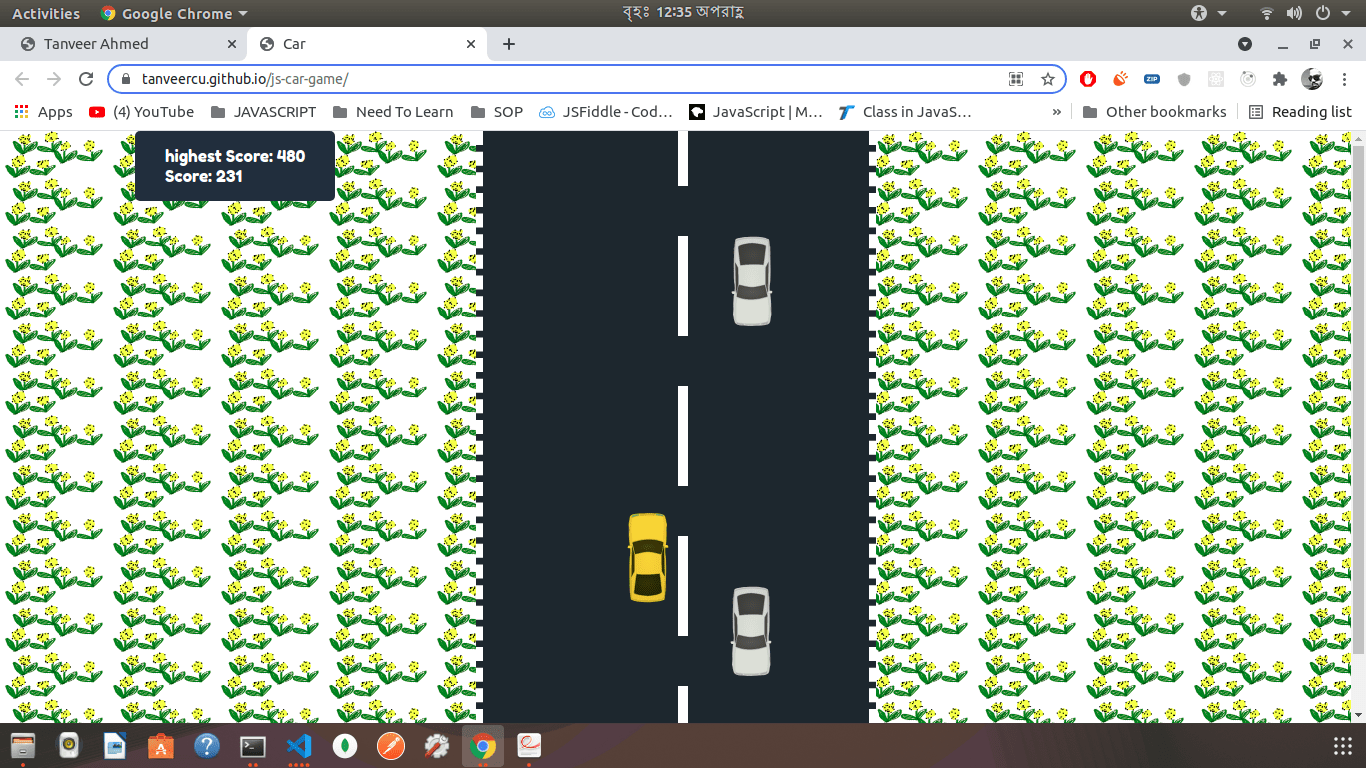 Activities
Google Chrome
বৃহঃ 12:35 অপরাহ্ণ
Tanveer Ahmed
Car
tanveercu.github.io/js-car-game/
ZIP
Apps
(4) YouTube
JAVASCRIPT
Need To Learn
SOP
JSFiddle - Cod…
JavaScript | M…
Class in JavaS…
»
Other bookmarks
Reading list
highest Score: 480
Score: 231